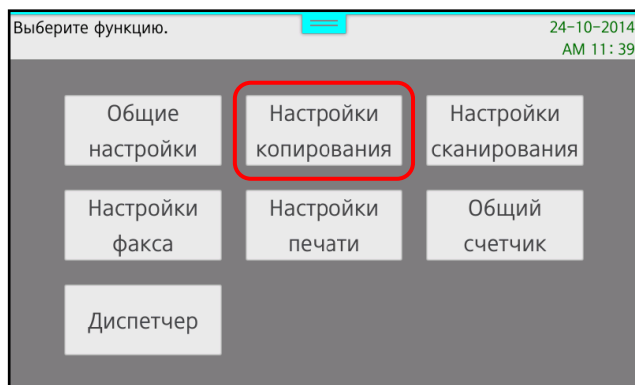 Выберите функцию.
24-10-2014
AM 11: 39
Общие
настройки
Настройки
копирования
Настройки
сканирования
Настройки
факса
Настройки
печати
Общий
счетчик
Диспетчер